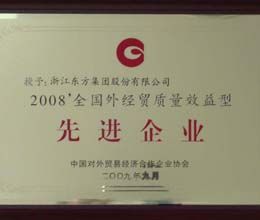 授予：浙江东方集团股份有限公司
2008’全国外经贸质量效益型
先进企业
中国对外贸易经济合作企业协会
二00九年九月